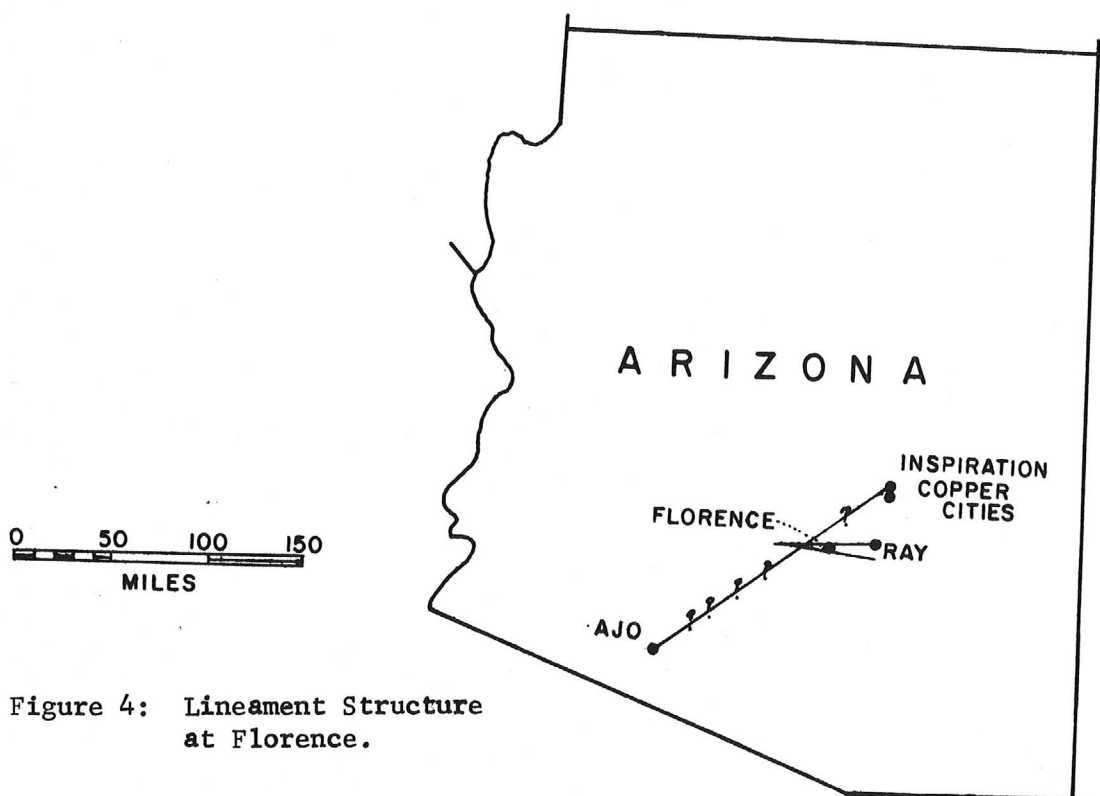 ARIZONA
INSPIRATION
COPPER
CITIES
FLORENCE
RAY
0 50 100 150
MILES
? ? ? ? ?
AJO
Figure 4: Lineament Structure
at Florence.